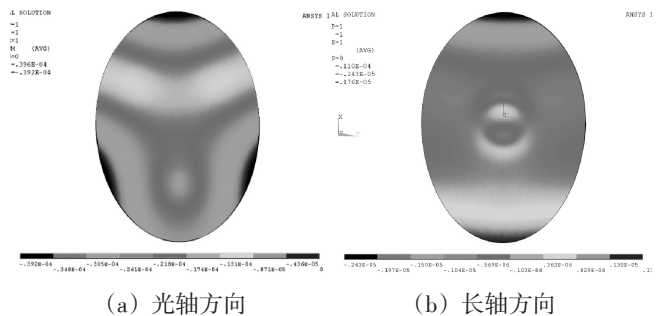 AL SOLUTION
=1
=1
=1
(AVG)
=0
=.396E-04
=-.392E-04
ANSYS 1
-.392E-04 -.305E-04 -.218E-04 -.131E-04 -.436E-05
-.348E-04 -.261E-04 -.174E-04 -.871E-05 0
(a) 光轴方向
AL SOLUTION
=1
=1
=1
(AVG)
S=0
=.110E-04
=-.243E-05
=.176E-05
ANSYS 1
X
Y
-.243E-05 -.150E-05 -.569E-06 .363E-06 .130E-05
-.197E-05 -.104E-05 -.103E-06 .829E-06
(b) 长轴方向